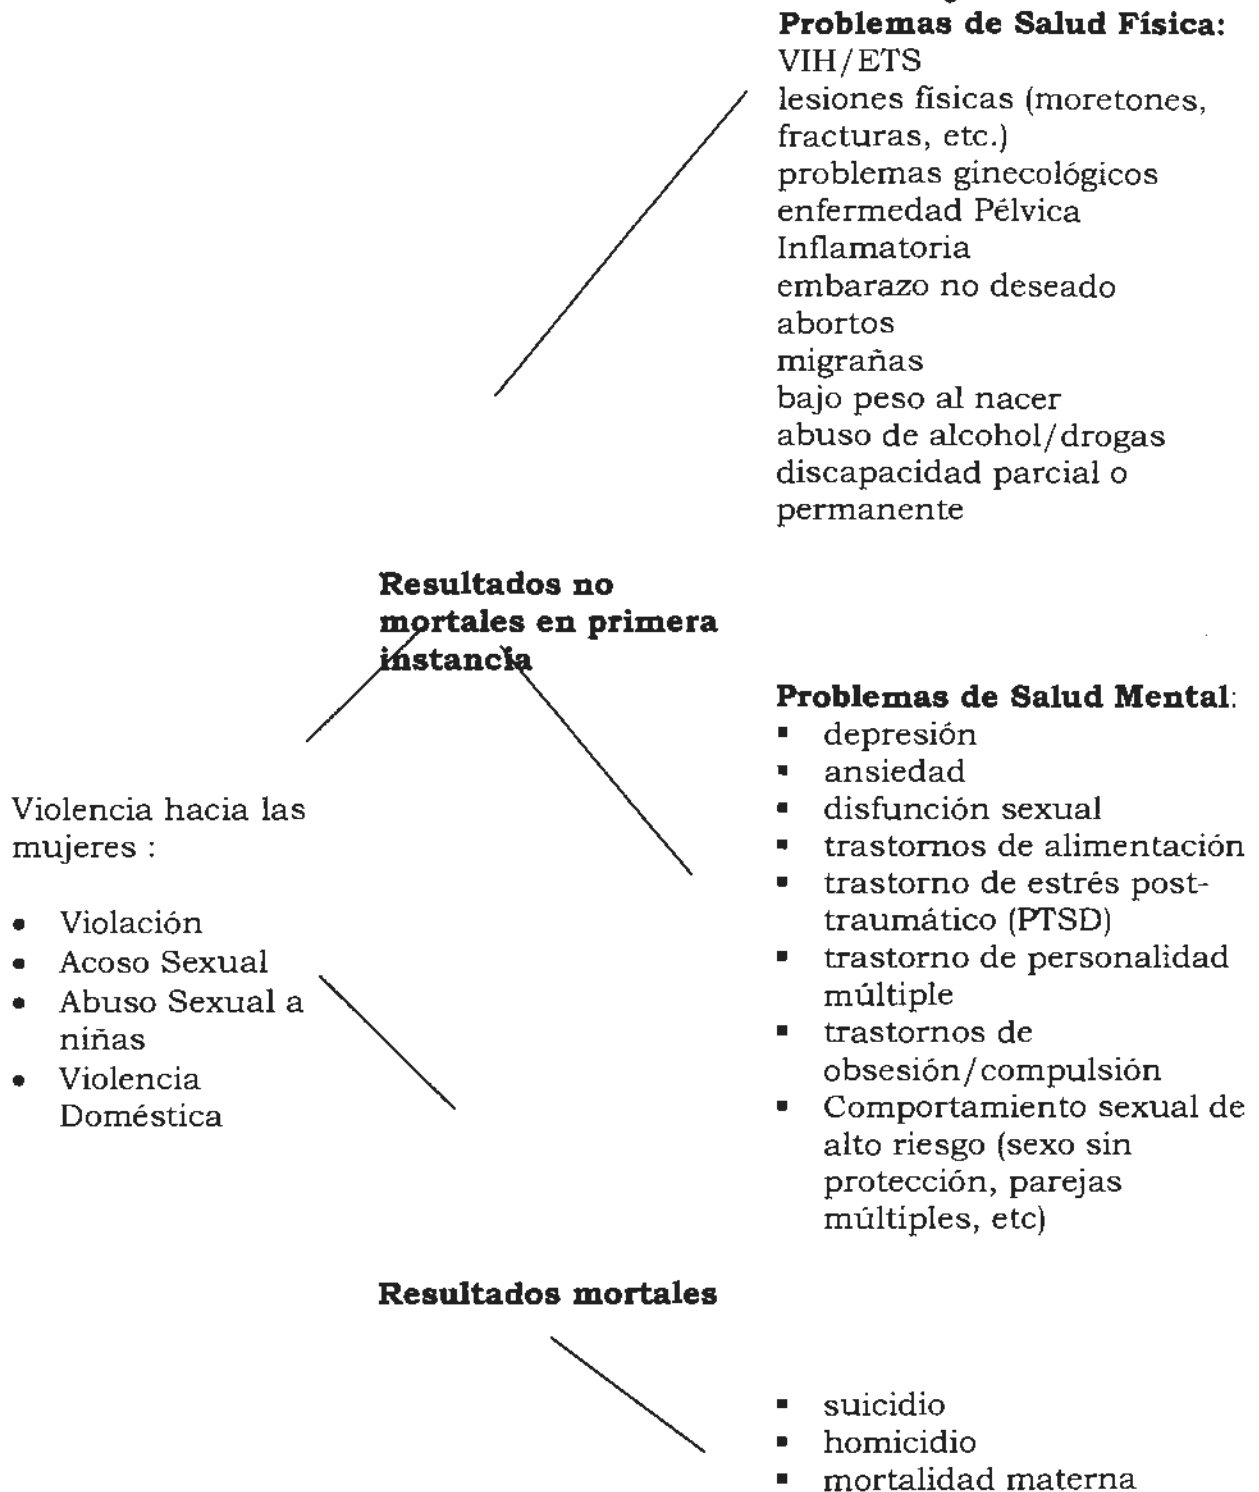 Problemas de Salud Física:
VIH/ETS
lesiones físicas (moretones,
fracturas, etc.)
problemas ginecológicos
enfermedad Pélvica
Inflamatoria
embarazo no deseado
abortos
migrañas
bajo peso al nacer
abuso de alcohol/drogas
discapacidad parcial o
permanente
Resultados no
mortales en primera
instancia
Problemas de Salud Mental:
▪ depresión
▪ ansiedad
▪ disfunción sexual
▪ trastornos de alimentación
▪ trastorno de estrés post-
traumático (PTSD)
▪ trastorno de personalidad
múltiple
▪ trastornos de
obsesión/compulsión
▪ Comportamiento sexual de
alto riesgo (sexo sin
protección, parejas
múltiples, etc)
Violencia hacia las
mujeres :
• Violación
• Acoso Sexual
• Abuso Sexual a
niñas
• Violencia
Doméstica
Resultados mortales
▪ suicidio
▪ homicidio
▪ mortalidad materna